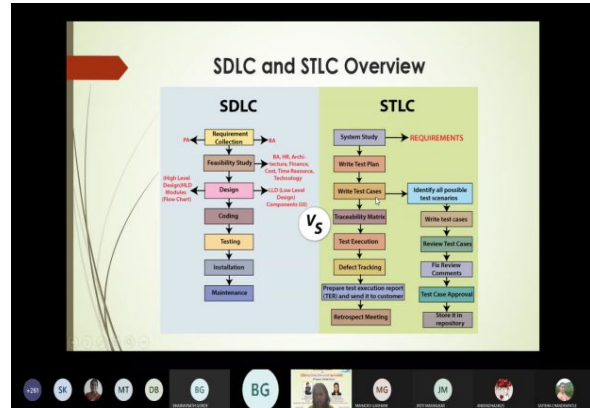 SDLC and STLC Overview
SDLC
Requirement
Collection
BA
Feasibility Study
BA, HR, Archi-
tecture, Finance,
Cost, Time Resource,
Technology
(High Level
Design)HLD
Modules
(Flow Chart)
Design
LLD (Low Level
Design)
Components (UI)
Coding
Testing
Installation
Maintenance
VS
STLC
System Study
REQUIREMENTS
Write Test Plan
Write Test Cases
Traceability Matrix
Test Execution
Defect Tracking
Prepare test execution report
(TER) and send it to customer
Retrospect Meeting
Identify all possible
test scenarios
Write test cases
Review Test Cases
Fix Review
Comments
Test Case Approval
Store it in
repository
+261
SK
MT
DB
BG
BG
MG
JM